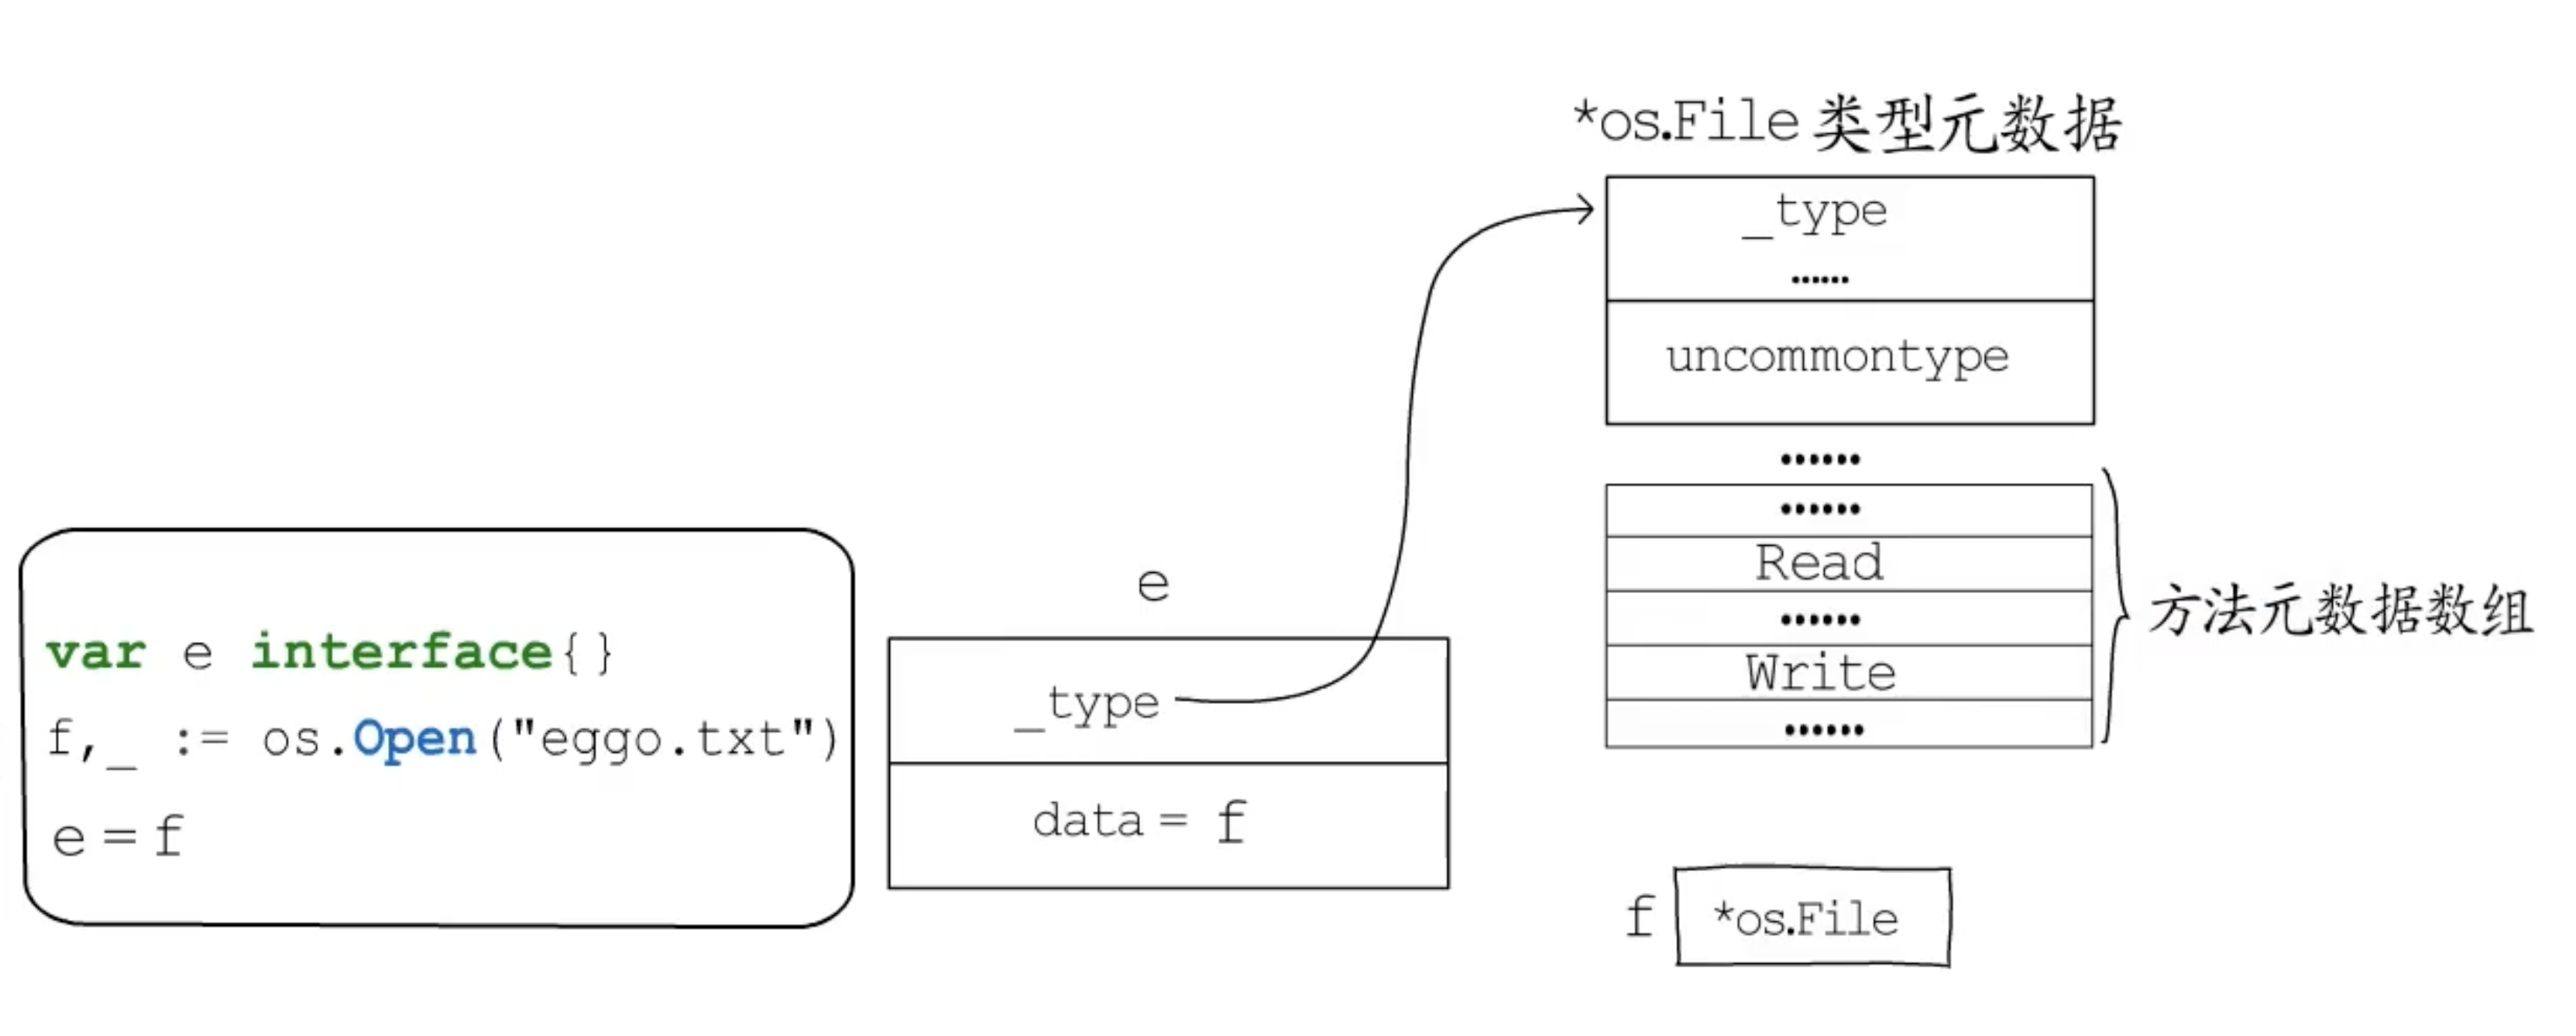 *os.File 类型元数据
_type
......
uncommontype
......
......
Read
......
Write
......
方法元数据数组
var e interface{}
f,_ := os.Open("eggo.txt")
e = f
e
_type
data = f
f *os.File